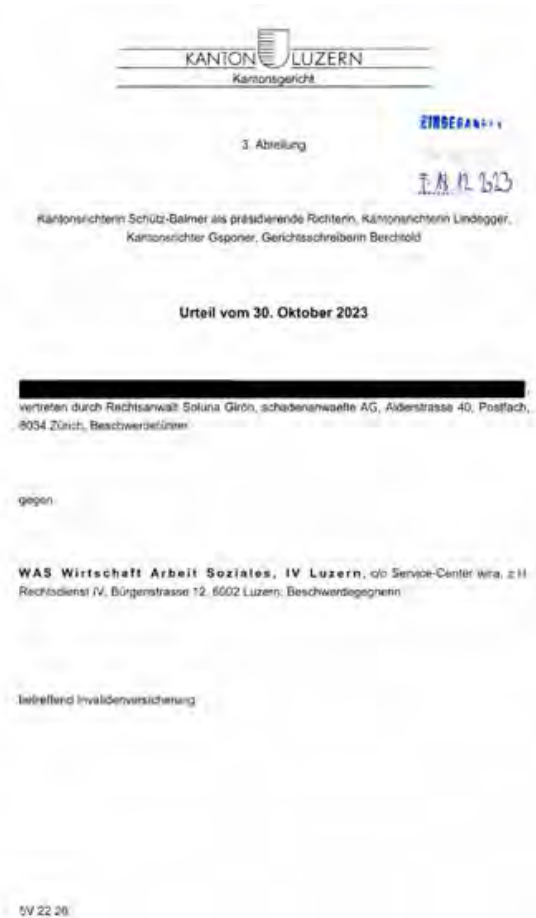 KANTON LUZERN
Kantonsgericht
EINGEGANGEN
3. Abteilung
Kantonsrichterin Schütz-Balmer als präsidierende Richterin, Kantonsrichterin Lindegger,
Kantonsrichter Gsponer, Gerichtsschreiberin Berchtold
Urteil vom 30. Oktober 2023
vertreten durch Rechtsanwalt Soluna Girón, schadenanwaelte AG, Alderstrasse 40, Postfach,
8034 Zürich, Beschwerdeführer
gegen
WAS Wirtschaft Arbeit Soziales, IV Luzern, c/o Service-Center wira, z.H.
Rechtsdienst IV, Bürgenstrasse 12, 6002 Luzern, Beschwerdegegnerin
betreffend Invalidenversicherung
5V 22 26